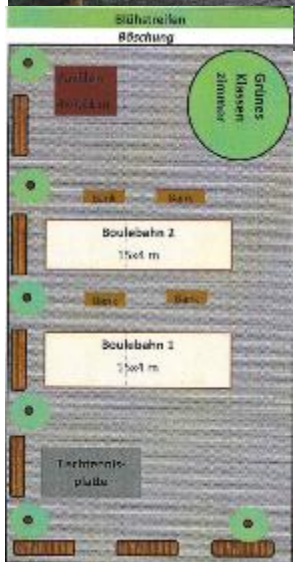 Blühstreifen
Böschung
Grünes
Klassen
zimmer
Bank
Bank
Boulebahn 2
15x4 m
Bank
Bank
Boulebahn 1
15x4 m
Tischtennis-
platte